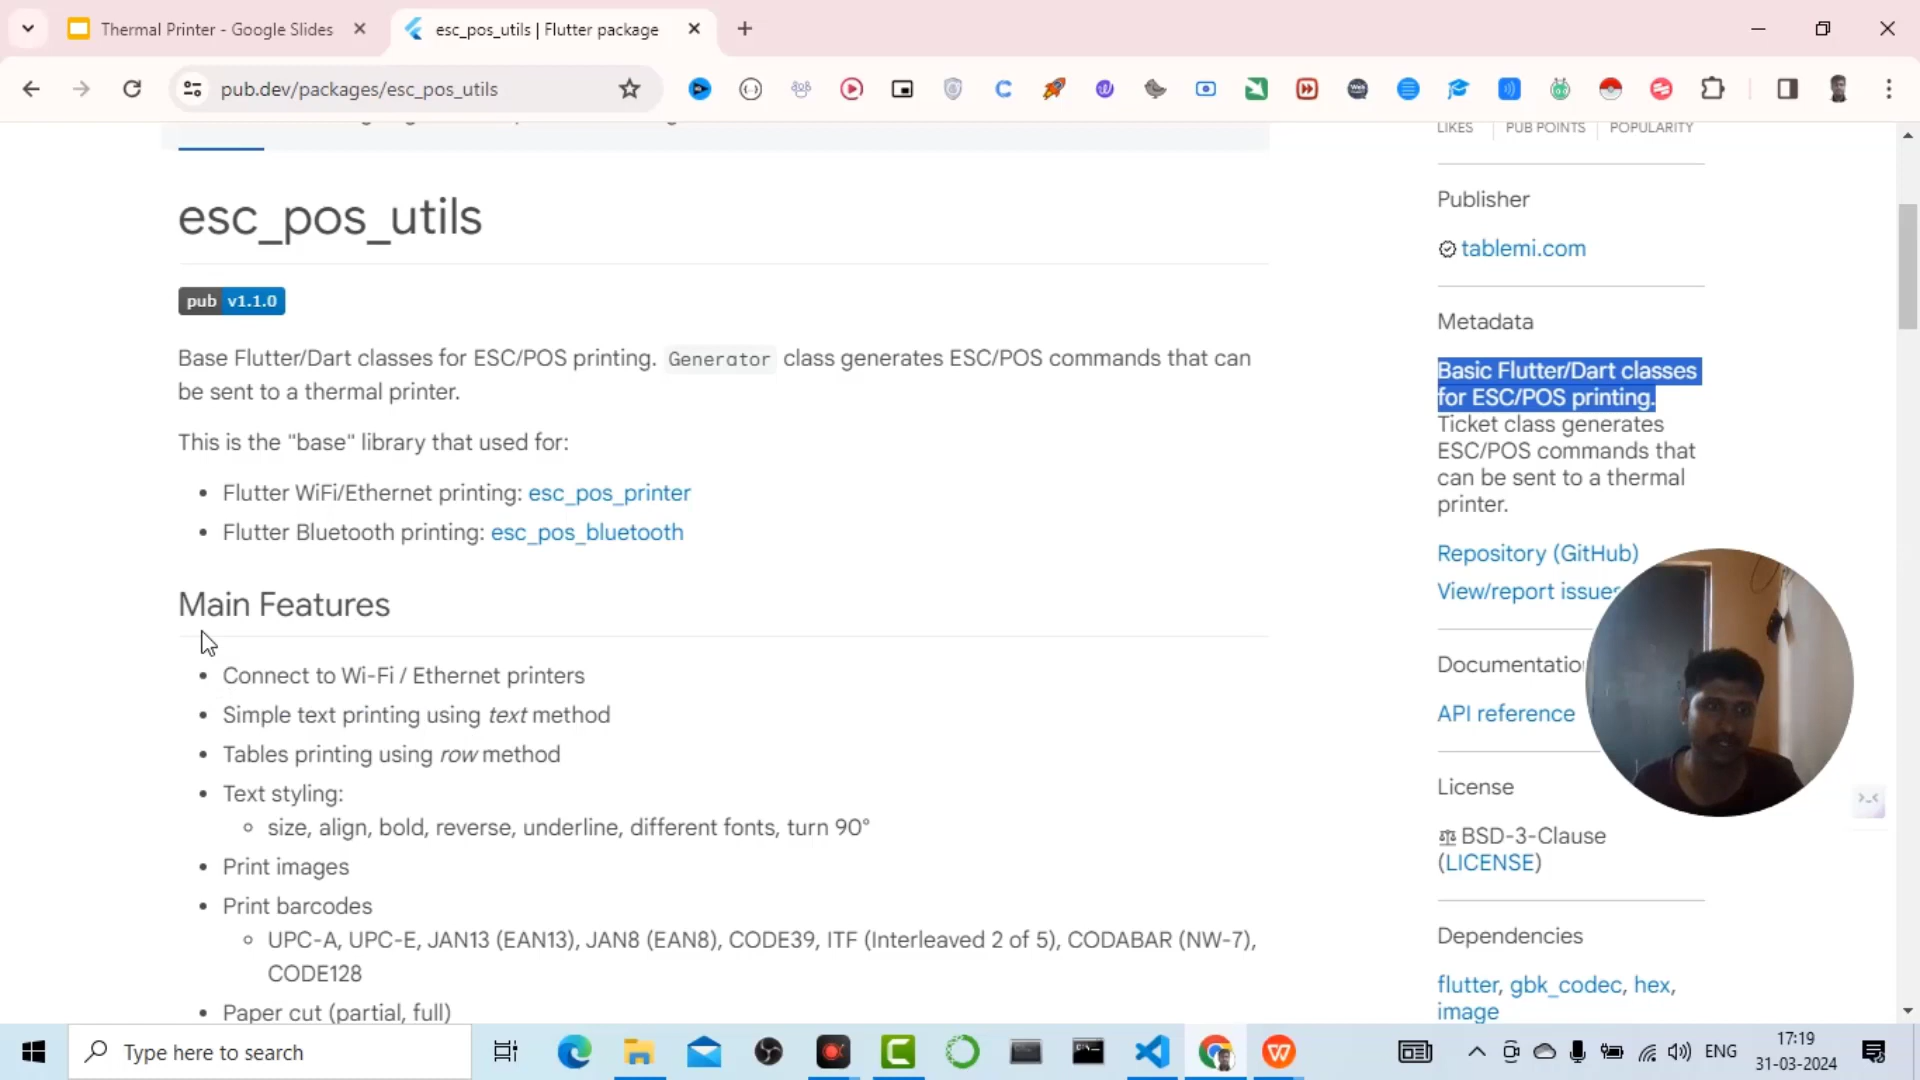 Thermal Printer - Google Slides
esc_pos_utils | Flutter package
pub.dev/packages/esc_pos_utils
LIKES PUB POINTS POPULARITY
esc_pos_utils
pub v1.1.0
Base Flutter/Dart classes for ESC/POS printing. Generator class generates ESC/POS commands that can
be sent to a thermal printer.
This is the "base" library that used for:
• Flutter WiFi/Ethernet printing: esc_pos_printer
• Flutter Bluetooth printing: esc_pos_bluetooth
Main Features
• Connect to Wi-Fi / Ethernet printers
• Simple text printing using text method
• Tables printing using row method
• Text styling:
size, align, bold, reverse, underline, different fonts, turn 90°
• Print images
• Print barcodes
UPC-A, UPC-E, JAN13 (EAN13), JAN8 (EAN8), CODE39, ITF (Interleaved 2 of 5), CODABAR (NW-7),
CODE128
• Paper cut (partial, full)
Publisher
tablemi.com
Metadata
Basic Flutter/Dart classes
for ESC/POS printing.
Ticket class generates
ESC/POS commands that
can be sent to a thermal
printer.
Repository (GitHub)
View/report issues
Documentatio
API reference
License
BSD-3-Clause
(LICENSE)
Dependencies
flutter, gbk_codec, hex,
image
Type here to search
ENG
17:19
31-03-2024